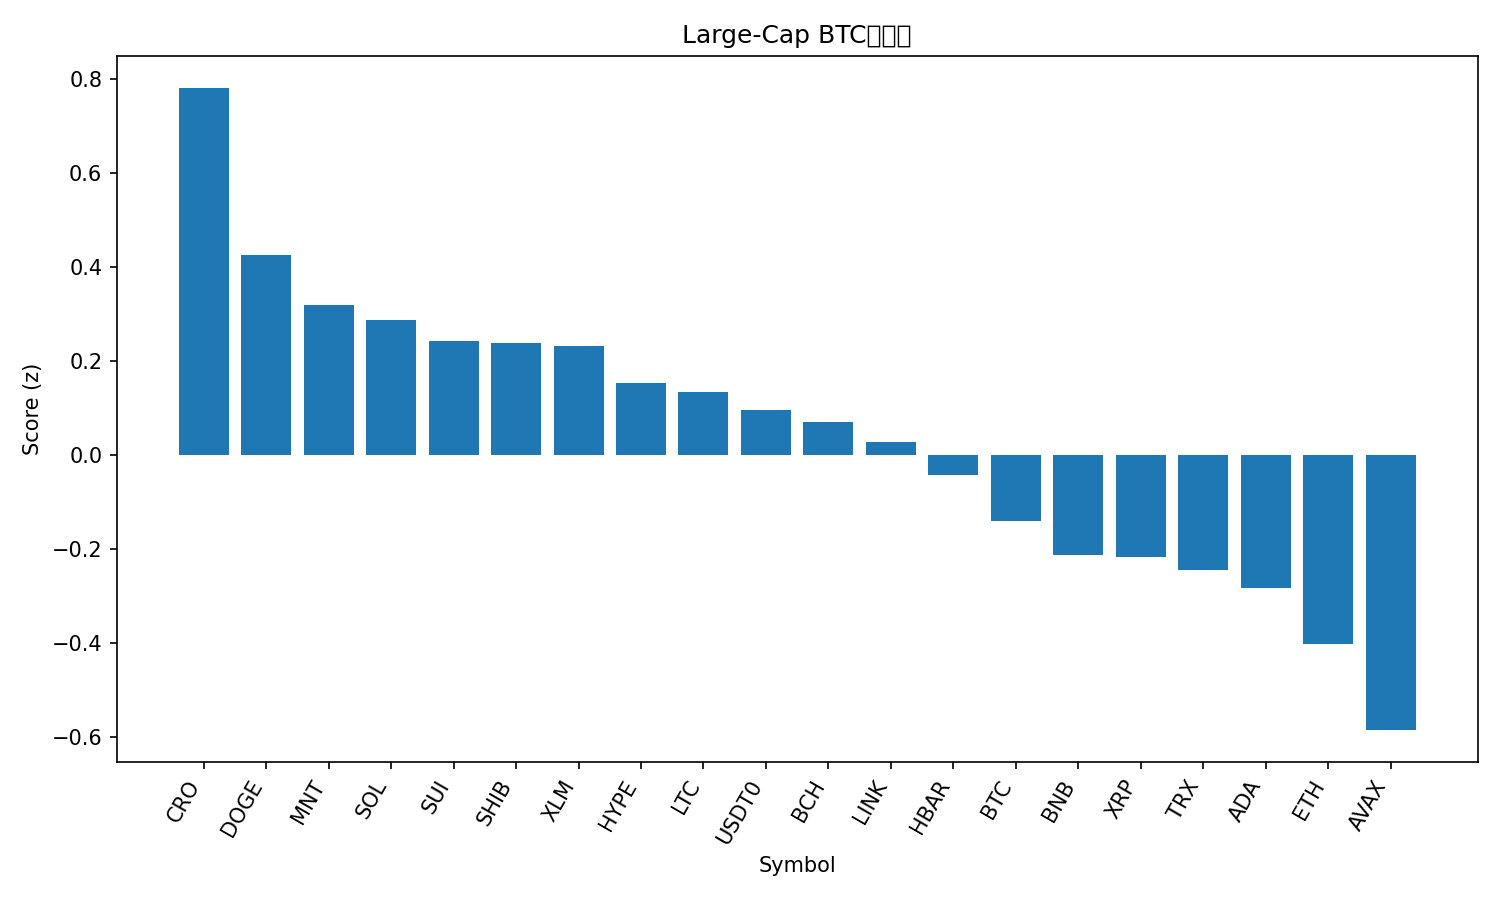 Large-Cap BTC
0.8
0.6
0.4
0.2
0.0
−0.2
−0.4
−0.6
Score (z)
CRO
DOGE
MNT
SOL
SUI
SHIB
XLM
HYPE
LTC
USDT0
BCH
LINK
HBAR
BTC
BNB
XRP
TRX
ADA
ETH
AVAX
Symbol